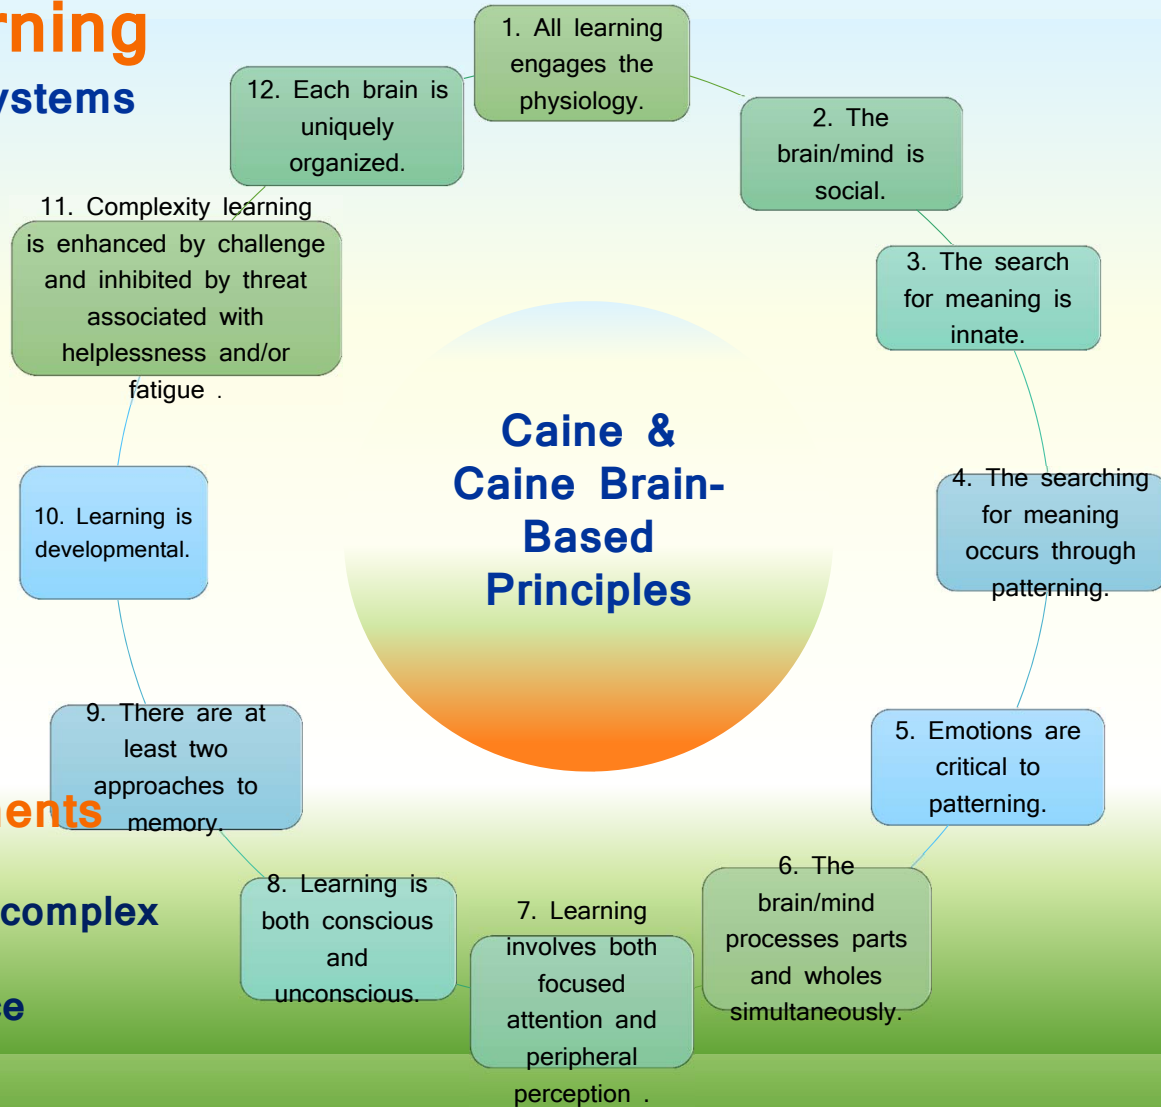 rning
ystems
1. All learning
engages the
physiology.
2. The
brain/mind is
social.
3. The search
for meaning is
innate.
4. The searching
for meaning
occurs through
patterning.
5. Emotions are
critical to
patterning.
6. The
brain/mind
processes parts
and wholes
simultaneously.
7. Learning
involves both
focused
attention and
peripheral
perception .
8. Learning is
both conscious
and
unconscious.
9. There are at
least two
approaches to
memory.
10. Learning is
developmental.
11. Complexity learning
is enhanced by challenge
and inhibited by threat
associated with
helplessness and/or
fatigue .
12. Each brain is
uniquely
organized.
Caine &
Caine Brain-
Based
Principles
ents
complex
ce